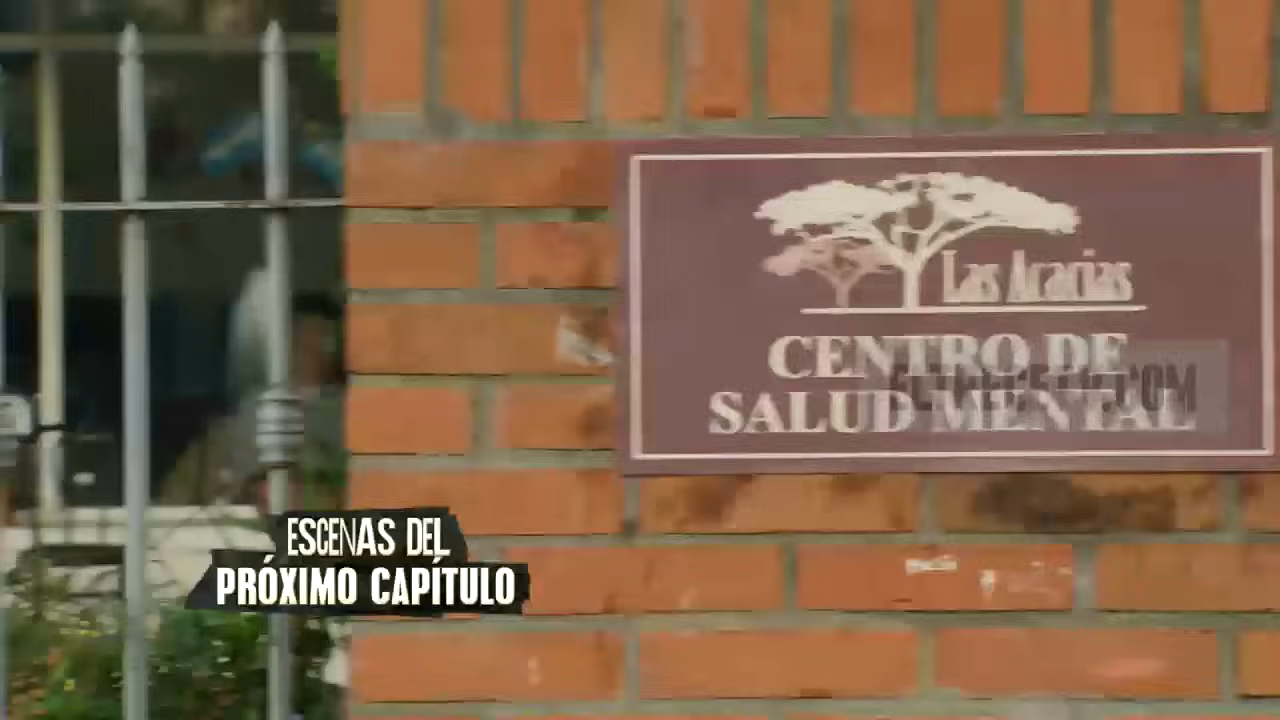 Las Acacias
CENTRO DE
SALUD MENTAL
ESCENAS DEL
PRÓXIMO CAPÍTULO